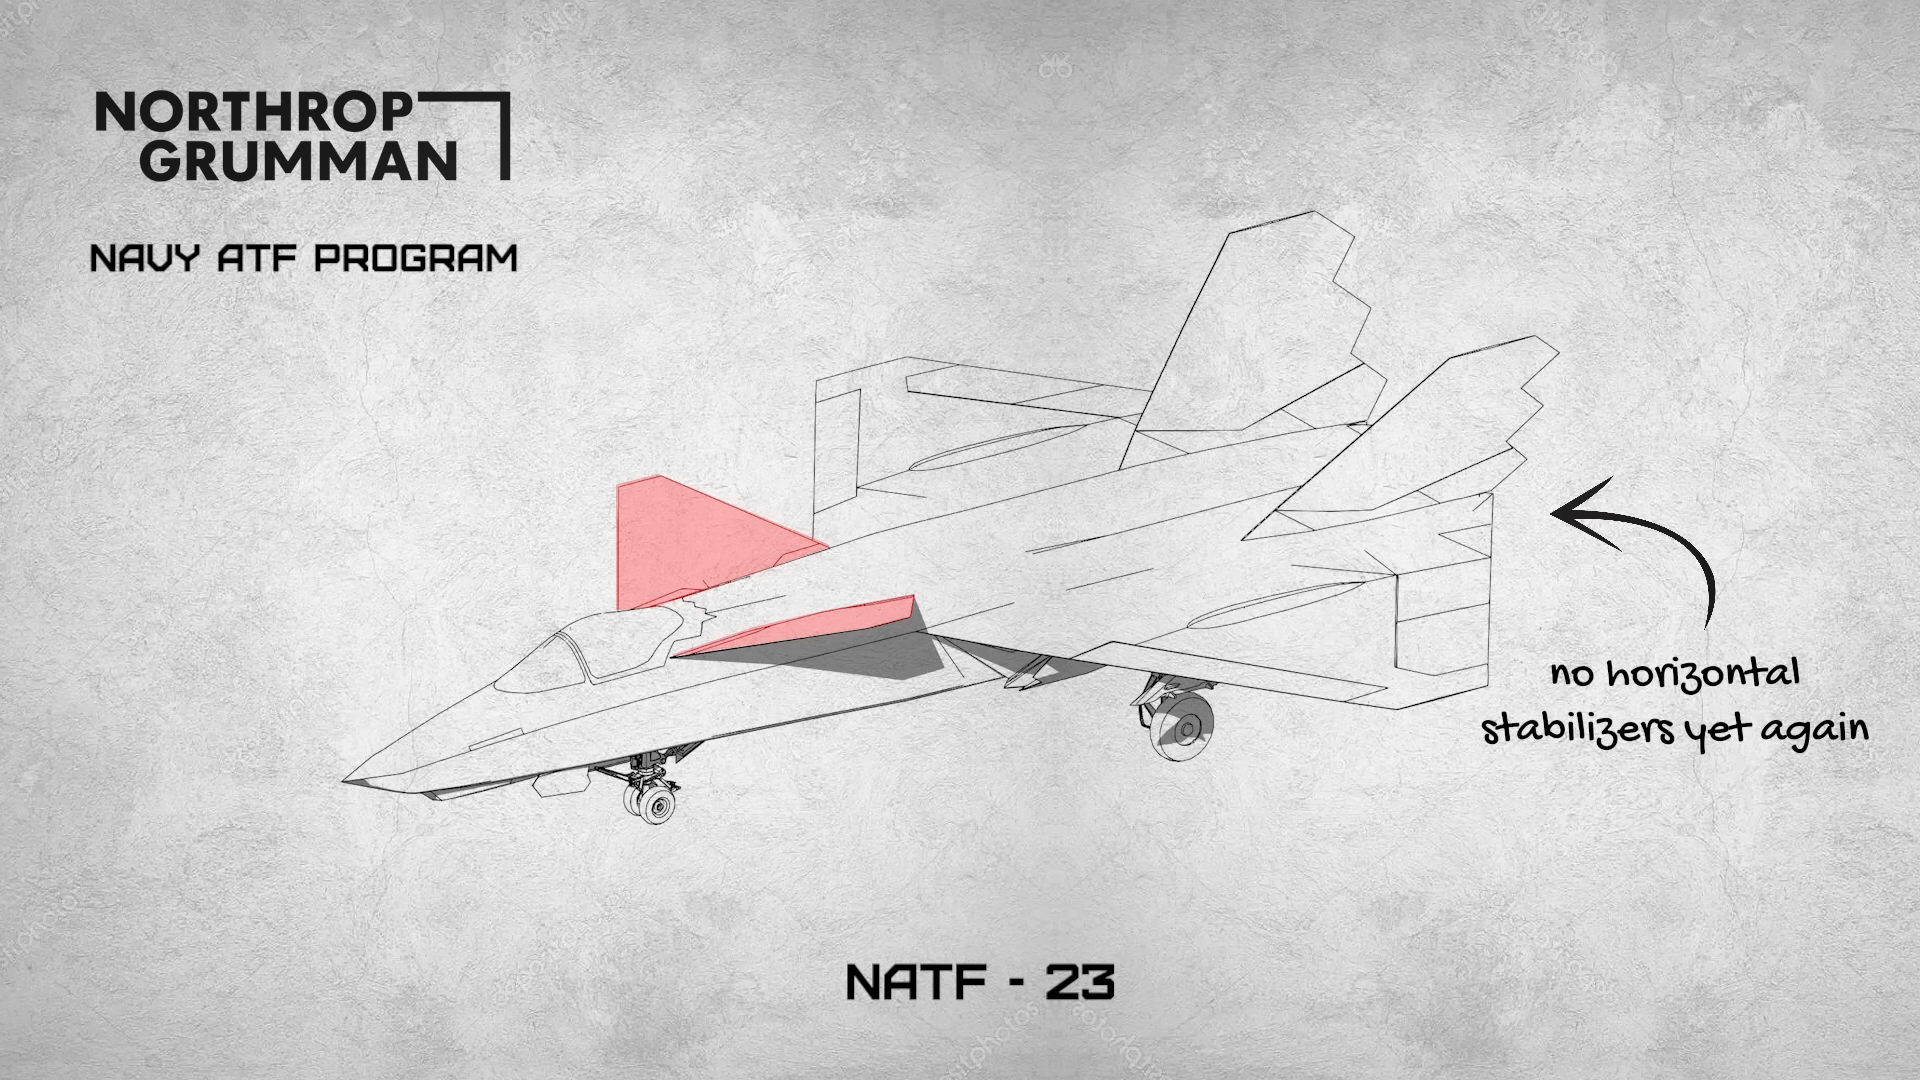 NORTHROP
GRUMMAN
NAVY ATF PROGRAM
no horizontal
stabilizers yet again
NATF - 23